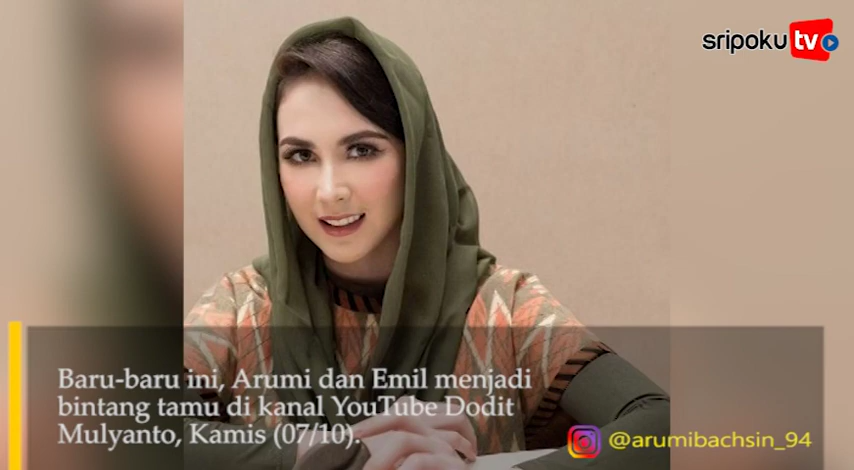 sripoku tv
Baru-baru ini, Arumi dan Emil menjadi
bintang tamu di kanal YouTube Dodit
Mulyanto, Kamis (07/10).
@arumibachsin_94